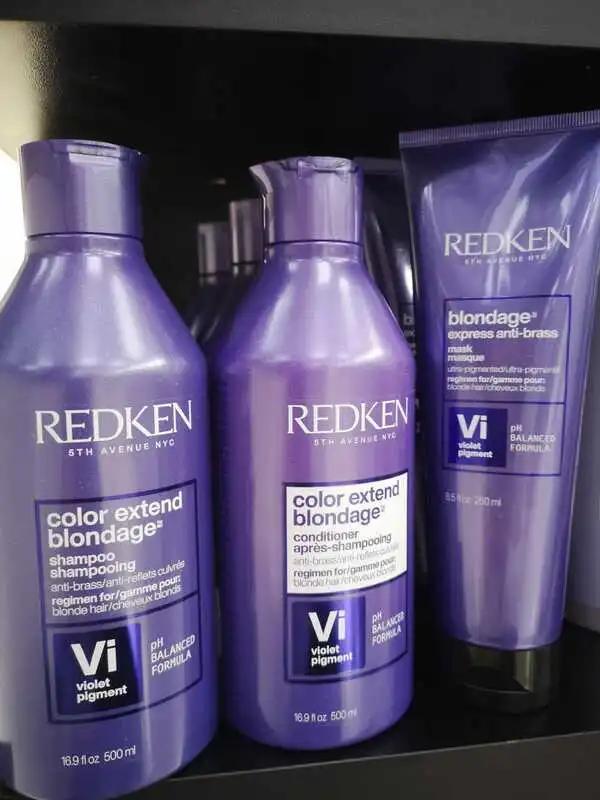 REDKEN
5TH AVENUE NYC
color extend
blondage
shampoo
shampooing
anti-brass/anti-reflets cuivrés
regimen for/gamme pour:
blonde hair/cheveux blonds
Vi
violet
pigment
pH
BALANCED
FORMULA
16.9 fl oz 500 ml
REDKEN
5TH AVENUE NYC
color extend
blondage
conditioner
après-shampooing
anti-brass/anti-reflets cuivrés
regimen for/gamme pour:
blonde hair/cheveux blonds
Vi
violet
pigment
pH
BALANCED
FORMULA
16.9 fl oz 500 ml
REDKEN
5TH AVENUE NYC
blondage
express anti-brass
mask
masque
ultra-pigmented/ultra-pigmenté
regimen for/gamme pour:
blonde hair/cheveux blonds
Vi
violet
pigment
pH
BALANCED
FORMULA
8.5 fl oz 250 ml